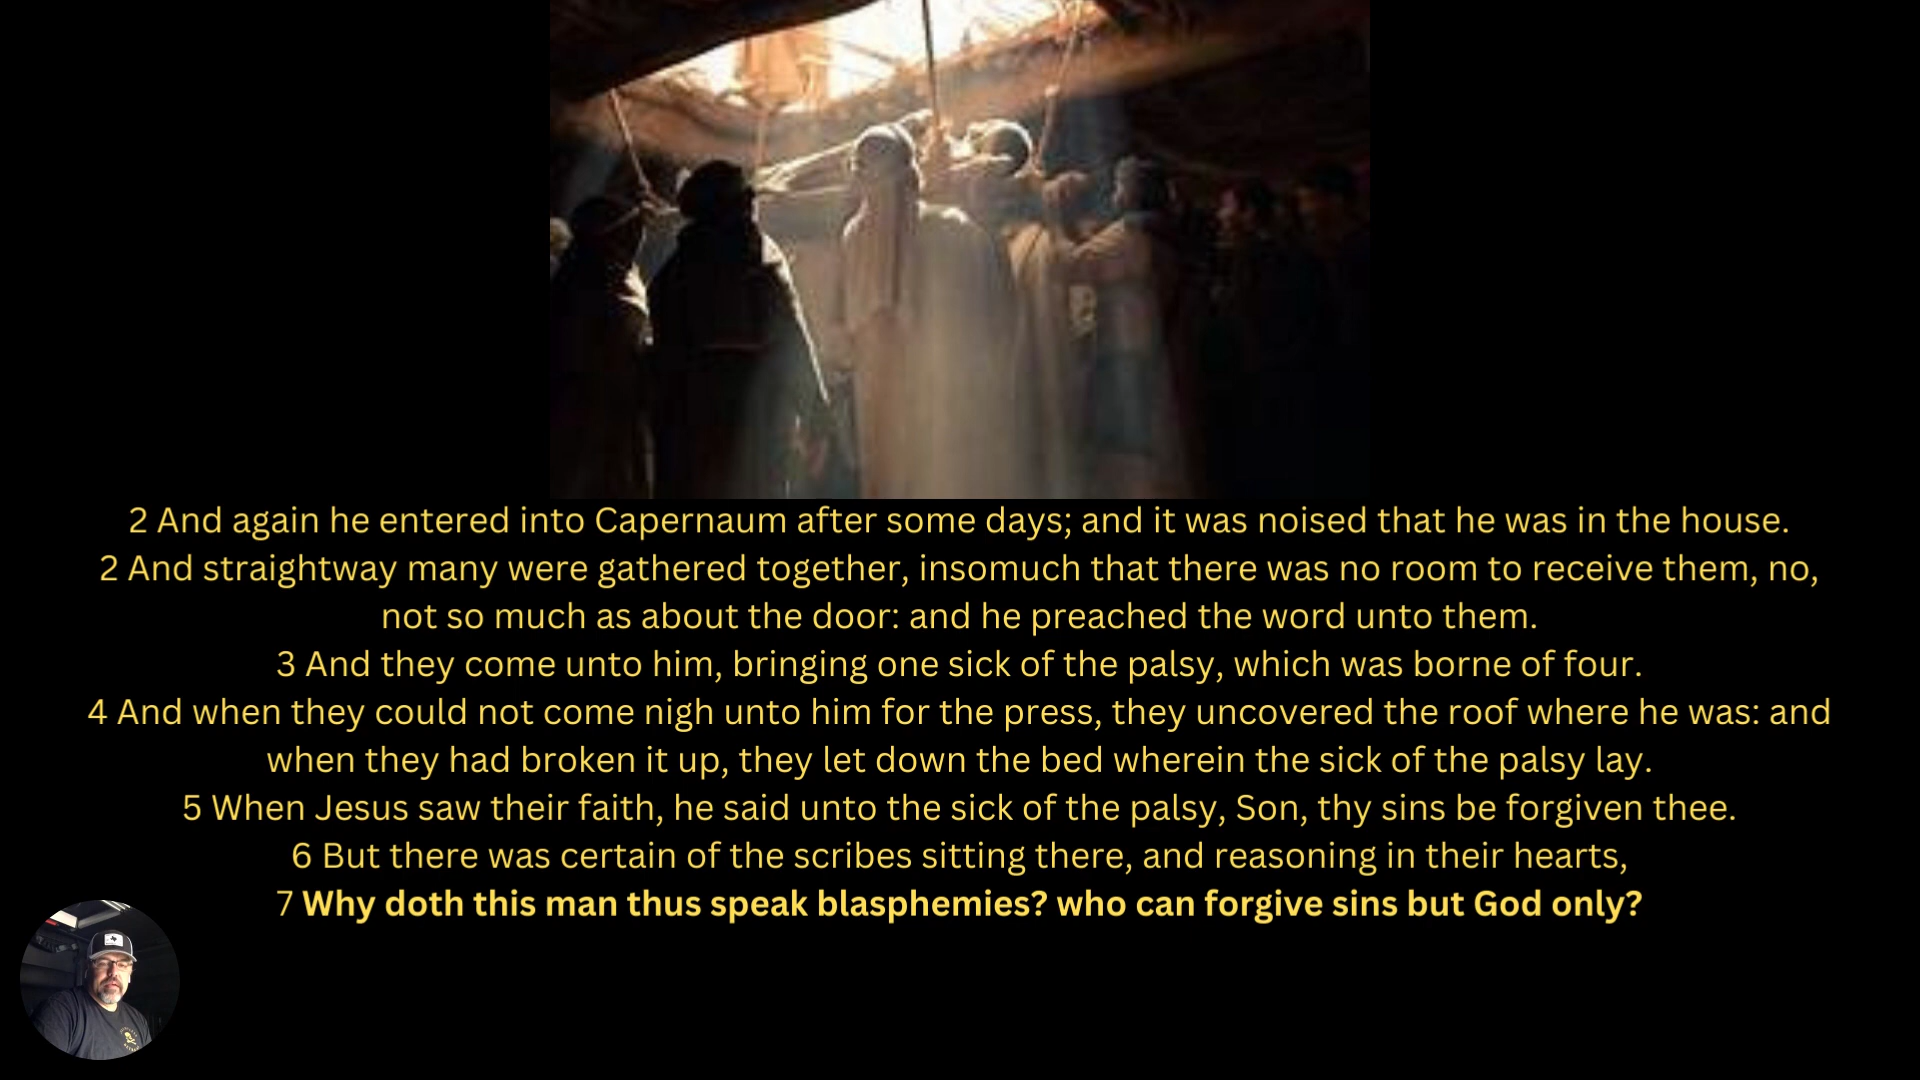 2 And again he entered into Capernaum after some days; and it was noised that he was in the house.
2 And straightway many were gathered together, insomuch that there was no room to receive them, no,
not so much as about the door: and he preached the word unto them.
3 And they come unto him, bringing one sick of the palsy, which was borne of four.
4 And when they could not come nigh unto him for the press, they uncovered the roof where he was: and
when they had broken it up, they let down the bed wherein the sick of the palsy lay.
5 When Jesus saw their faith, he said unto the sick of the palsy, Son, thy sins be forgiven thee.
6 But there was certain of the scribes sitting there, and reasoning in their hearts,
7 Why doth this man thus speak blasphemies? who can forgive sins but God only?